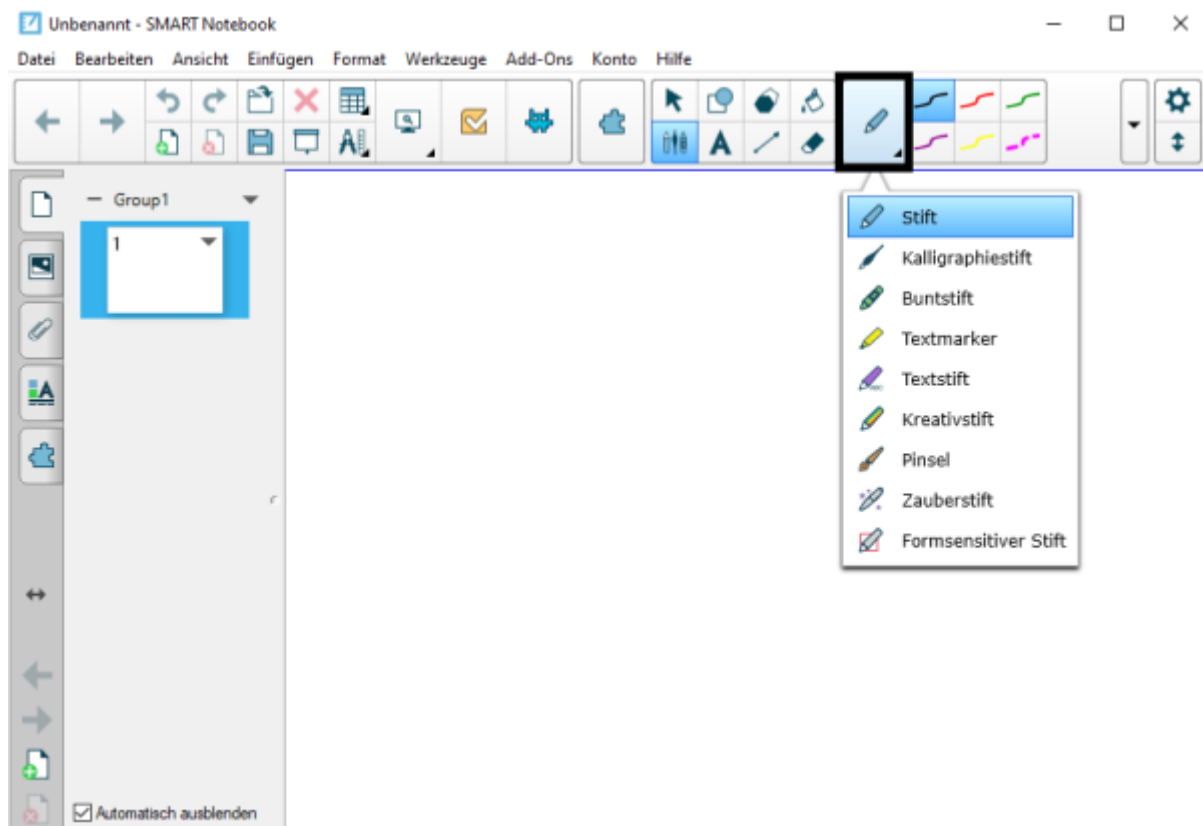 Unbenannt - SMART Notebook
Datei Bearbeiten Ansicht Einfügen Format Werkzeuge Add-Ons Konto Hilfe
Group1
1
Stift
Kalligraphiestift
Buntstift
Textmarker
Textstift
Kreativstift
Pinsel
Zauberstift
Formsensitiver Stift
Automatisch ausblenden